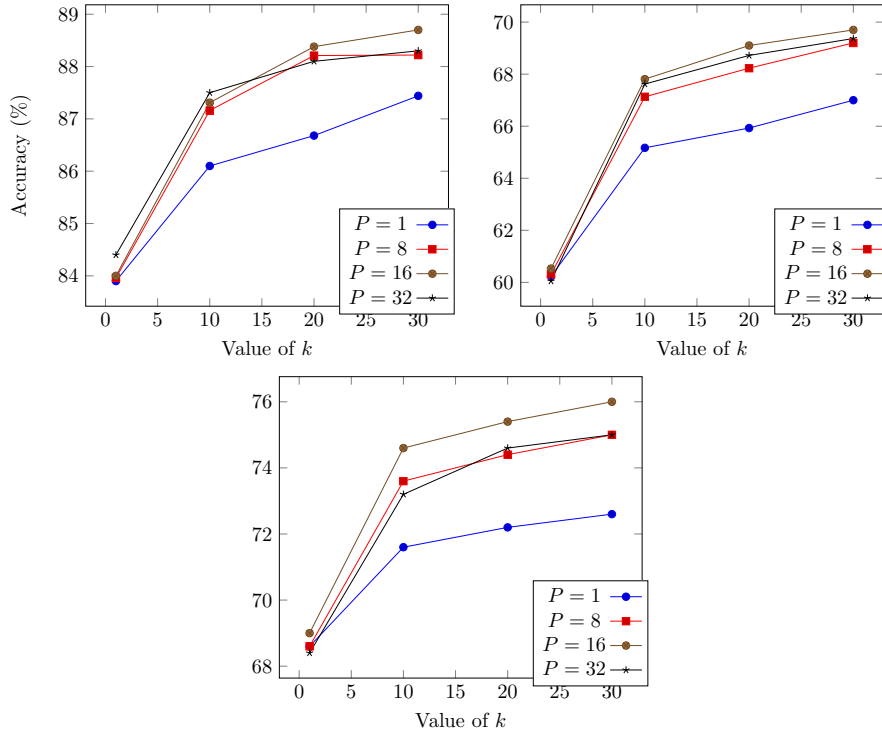 89
88
87
86
85
84
Accuracy (%)
P = 1
P = 8
P = 16
P = 32
0 5 10 15 20 25 30
Value of k
70
68
66
64
62
60
P = 1
P = 8
P = 16
P = 32
0 5 10 15 20 25 30
Value of k
76
74
72
70
68
P = 1
P = 8
P = 16
P = 32
0 5 10 15 20 25 30
Value of k